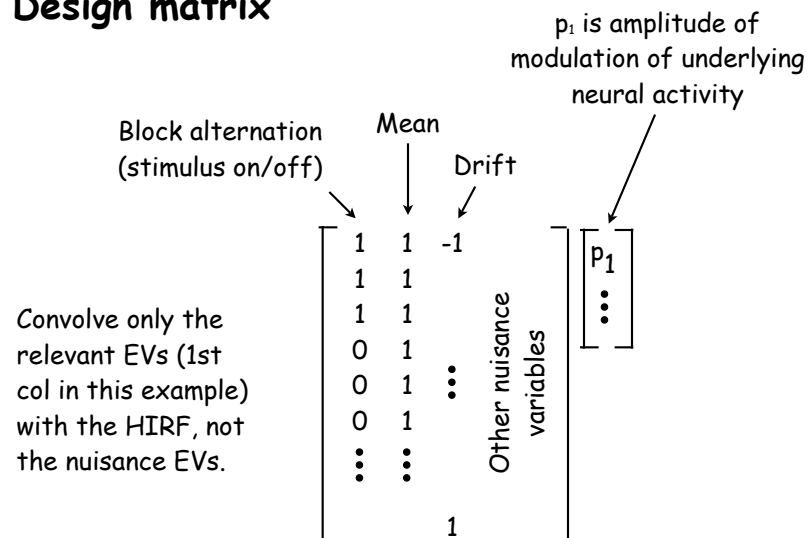 Design matrix
p₁ is amplitude of
modulation of underlying
neural activity
Block alternation
(stimulus on/off)
Mean
Drift
1 1 -1
1 1
1 1
0 1
0 1
0 1
1
Other nuisance
variables
p₁
Convolve only the
relevant EVs (1st
col in this example)
with the HIRF, not
the nuisance EVs.